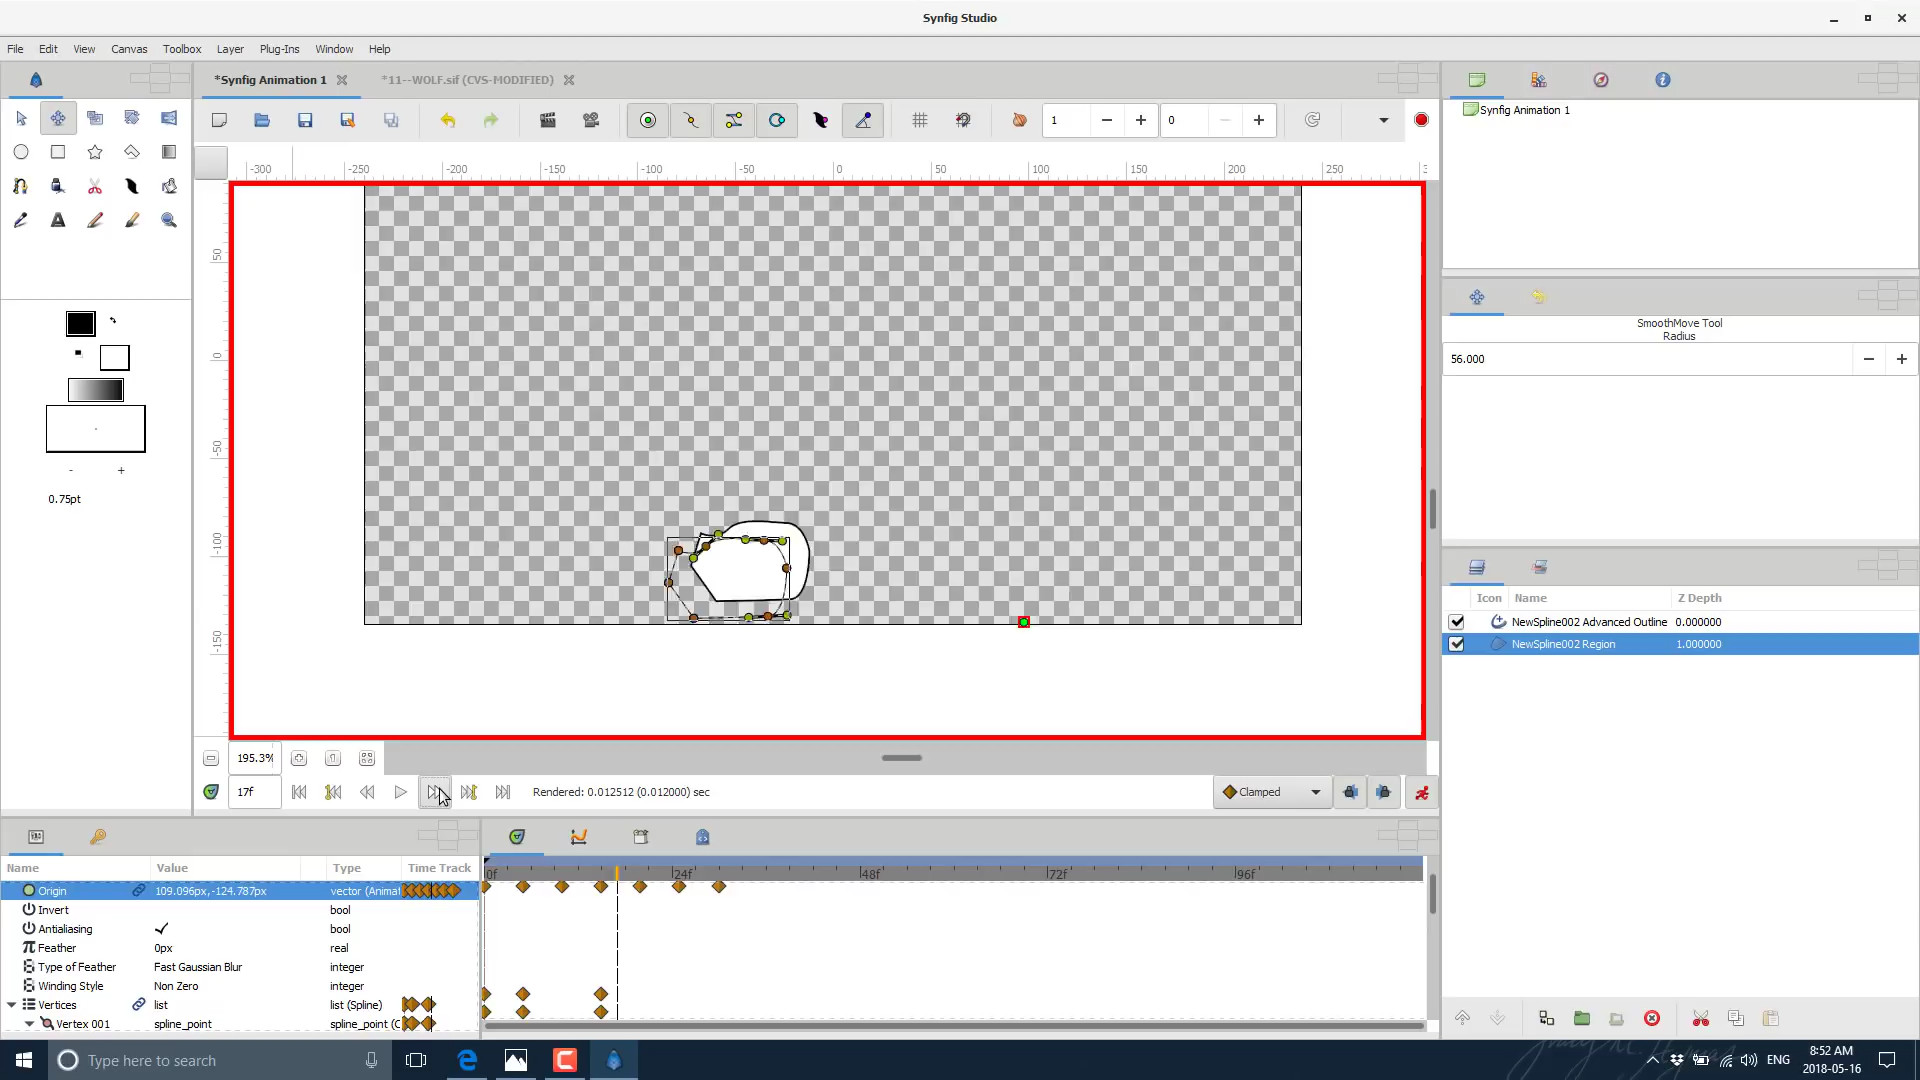 Synfig Studio
File Edit View Canvas Toolbox Layer Plug-Ins Window Help
*Synfig Animation 1
*11--WOLF.sif (CVS-MODIFIED)
Synfig Animation 1
1
0
-300 -250 -200 -150 -100 -50 0 50 100 150 200 250
50
0
-50
-100
-150
0.75pt
SmoothMove Tool
Radius
56.000
Icon Name Z Depth
NewSpline002 Advanced Outline 0.000000
NewSpline002 Region 1.000000
195.3%
17f
Rendered: 0.012512 (0.012000) sec
Clamped
Name Value Type Time Track
Origin 109.096px,-124.787px vector (Anima
Invert bool
Antialiasing bool
Feather 0px real
Type of Feather Fast Gaussian Blur integer
Winding Style Non Zero integer
Vertices list list (Spline)
Vertex 001 spline_point spline_point (C
0f 24f 48f 72f 96f
Type here to search
ENG
8:52 AM
2018-05-16